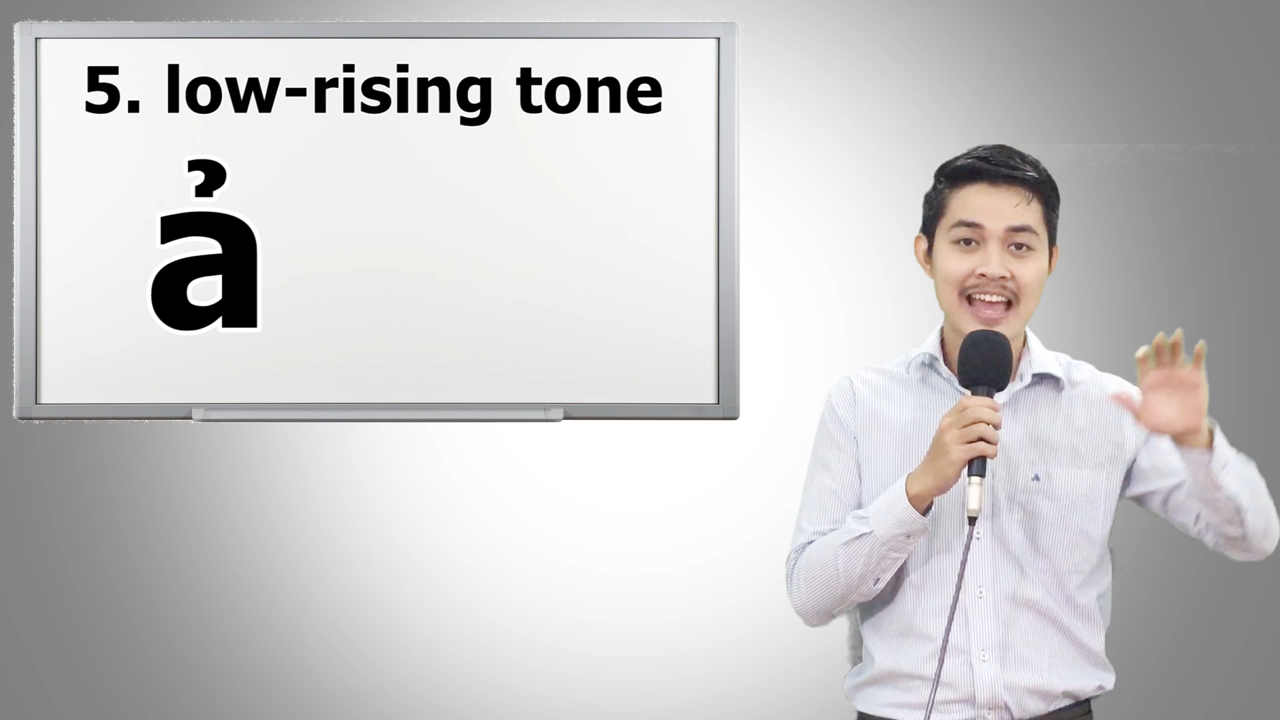 5. low-rising tone
ả